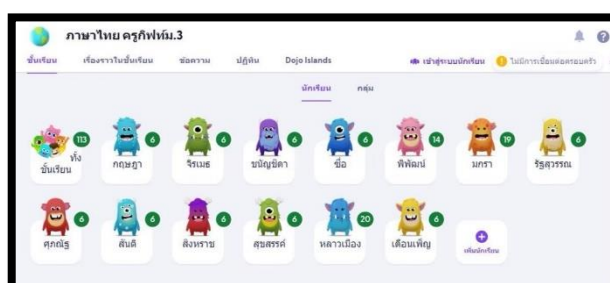 ภาษาไทย ครูกิฟท์ม.3
ชั้นเรียน เรื่องราวในชั้นเรียน ข้อความ ปฏิทิน Dojo Islands เข้าสู่ระบบนักเรียน ไม่มีการเชื่อมต่อครอบครัว
นักเรียน กลุ่ม
113 6 6 6 6 14 19 6
ทั้งชั้นเรียน กฤษฎา จิรเมธ ชนัญชิดา ซื่อ พิพัฒน์ มกรา รัฐสุวรรณ
6 6 6 6 20 6
ศุภณัฐ สันติ สิงหราช สุขสรรค์ หลาวเมือง เดือนเพ็ญ เพิ่มนักเรียน